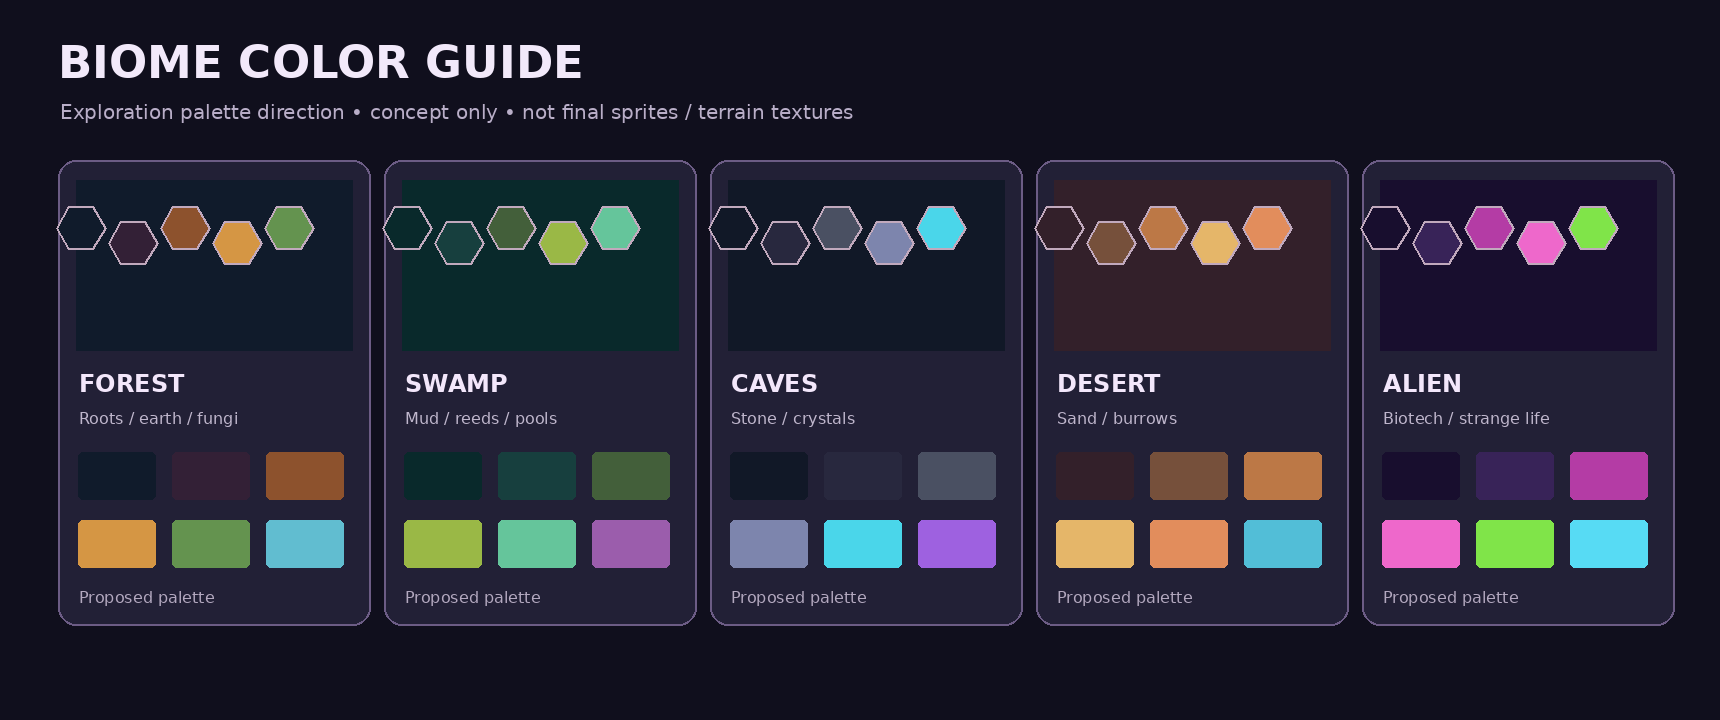 BIOME COLOR GUIDE
Exploration palette direction • concept only • not final sprites / terrain textures
FOREST
Roots / earth / fungi
Proposed palette
SWAMP
Mud / reeds / pools
Proposed palette
CAVES
Stone / crystals
Proposed palette
DESERT
Sand / burrows
Proposed palette
ALIEN
Biotech / strange life
Proposed palette